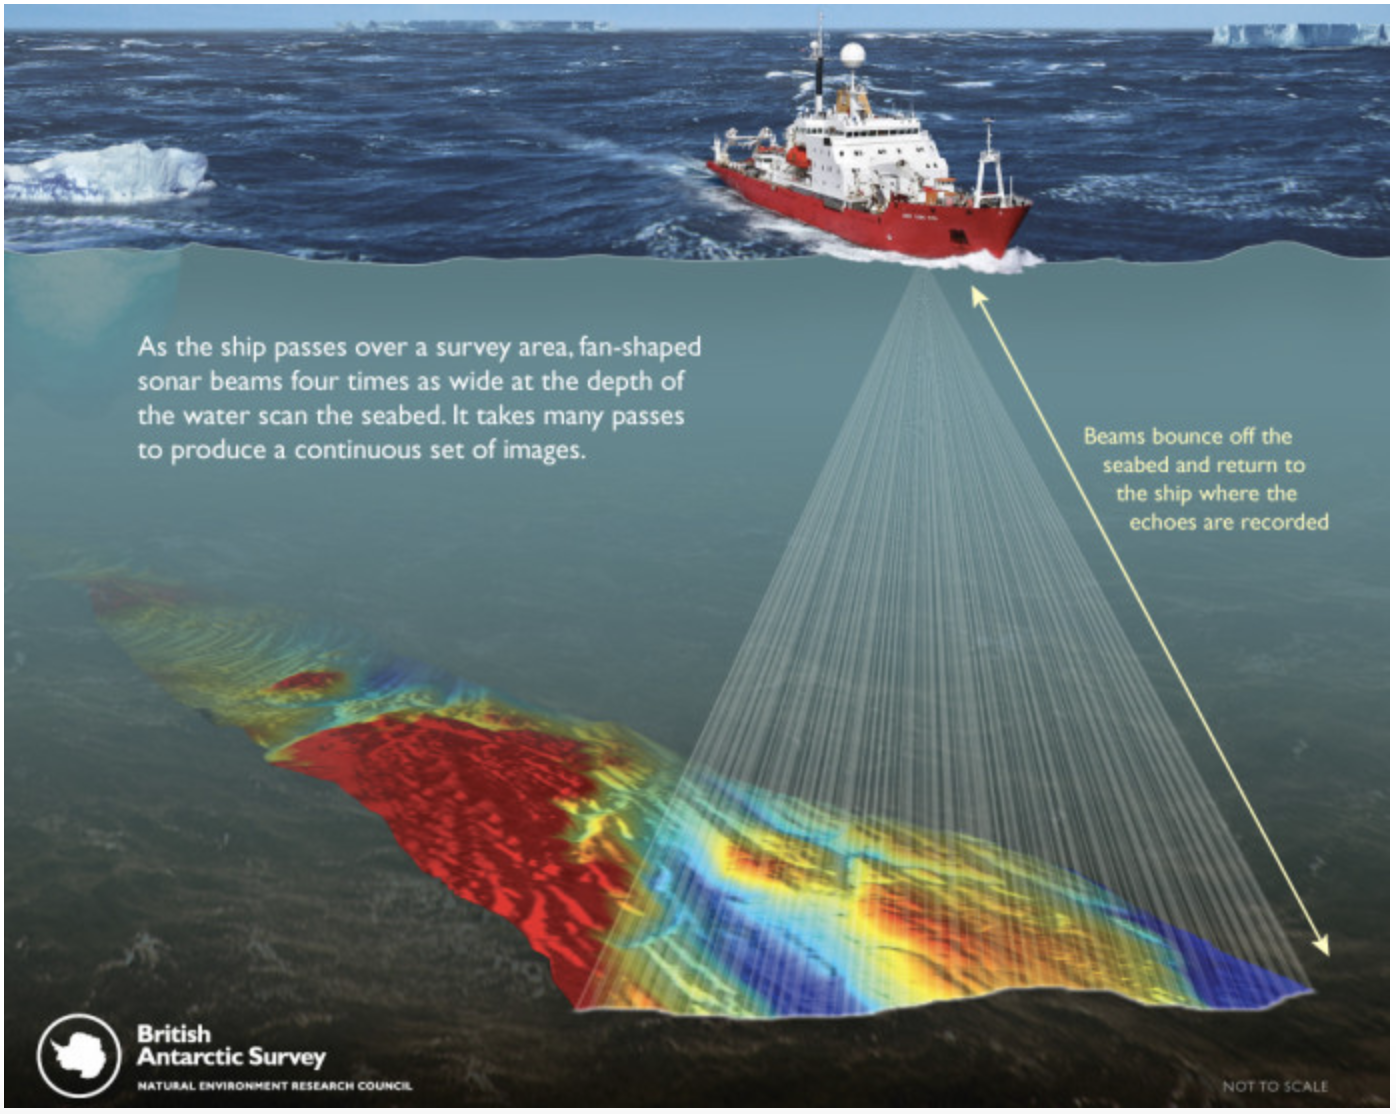 As the ship passes over a survey area, fan-shaped
sonar beams four times as wide at the depth of
the water scan the seabed. It takes many passes
to produce a continuous set of images.
Beams bounce off the
seabed and return to
the ship where the
echoes are recorded
British
Antarctic Survey
NATURAL ENVIRONMENT RESEARCH COUNCIL
NOT TO SCALE